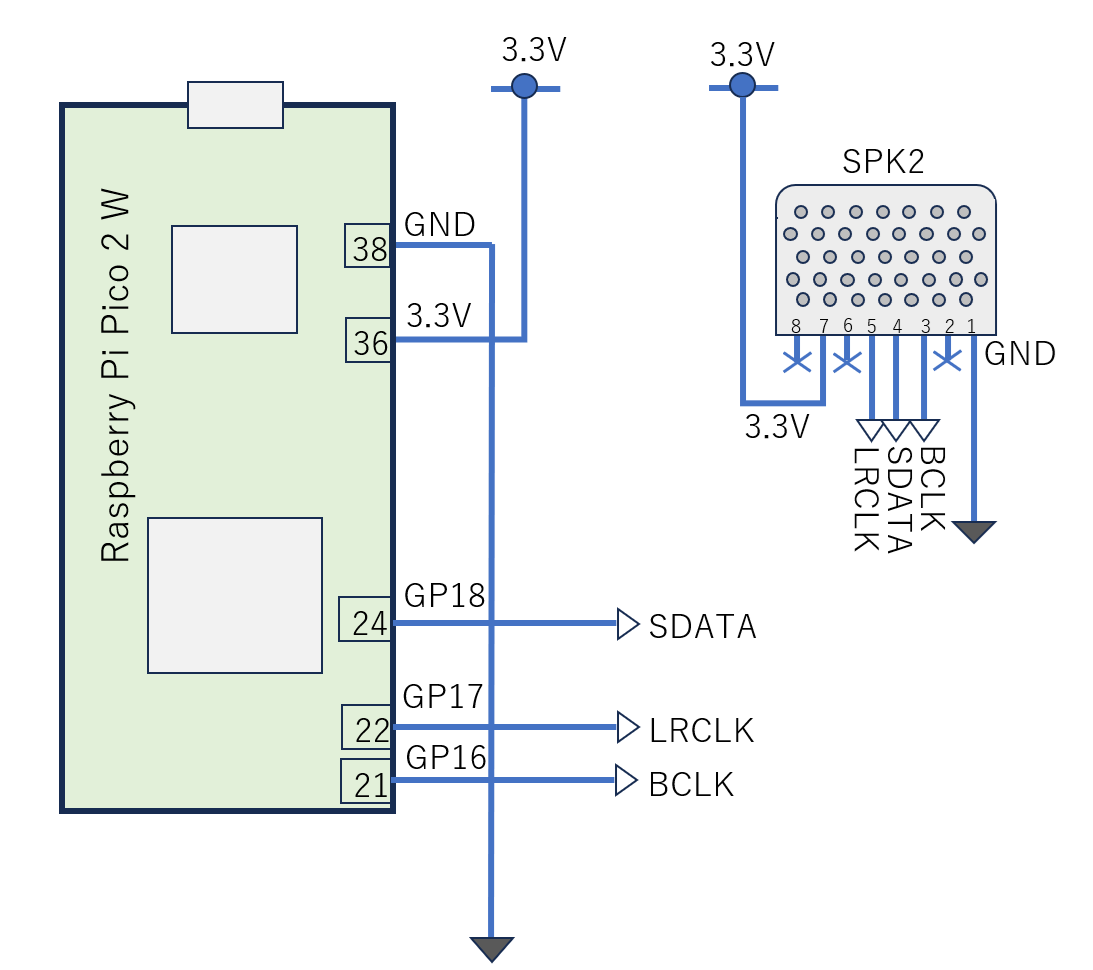 3.3V
3.3V
SPK2
Raspberry Pi Pico 2 W
38
GND
36
3.3V
8 7 6 5 4 3 2 1
GND
3.3V
LRCLK
SDATA
BCLK
24
GP18
SDATA
22
GP17
LRCLK
21
GP16
BCLK